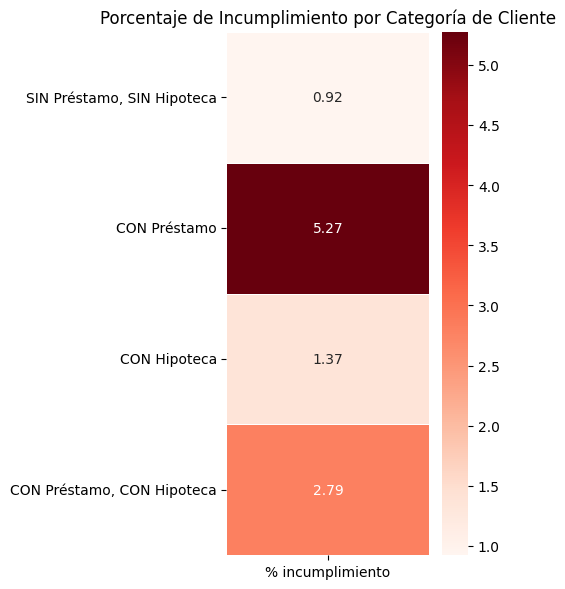 Porcentaje de Incumplimiento por Categoría de Cliente
SIN Préstamo, SIN Hipoteca
0.92
CON Préstamo
5.27
CON Hipoteca
1.37
CON Préstamo, CON Hipoteca
2.79
% incumplimiento
5.0
4.5
4.0
3.5
3.0
2.5
2.0
1.5
1.0